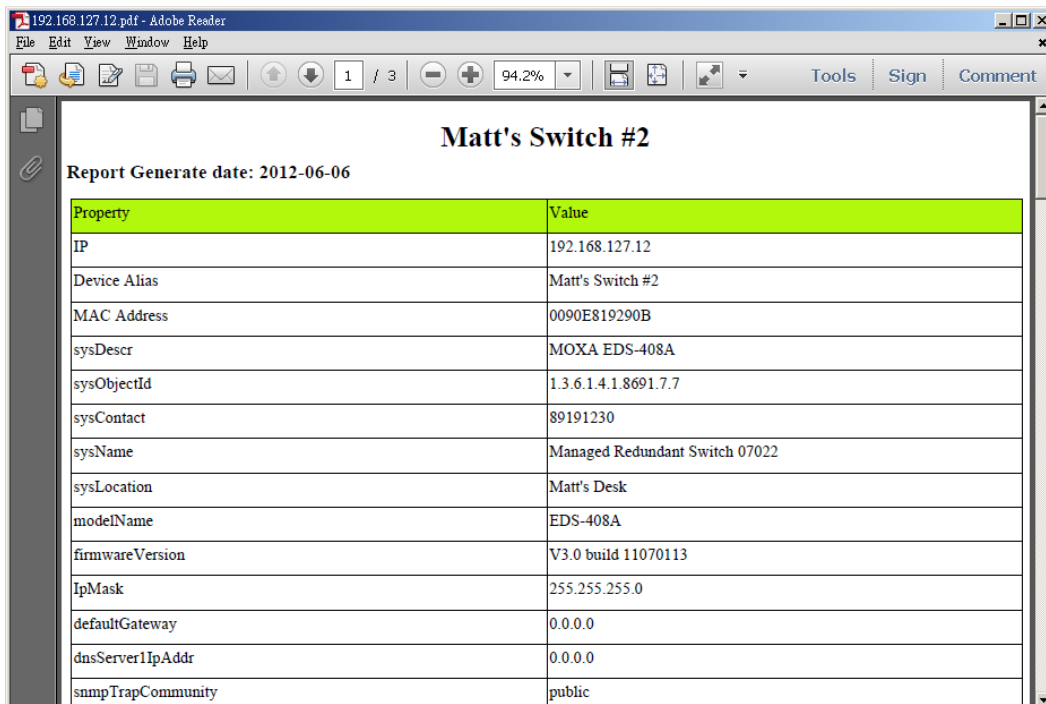 192.168.127.12.pdf - Adobe Reader
File Edit View Window Help
1 / 3 94.2% Tools Sign Comment
Matt's Switch #2
Report Generate date: 2012-06-06
Property Value
IP 192.168.127.12
Device Alias Matt's Switch #2
MAC Address 0090E819290B
sysDescr MOXA EDS-408A
sysObjectId 1.3.6.1.4.1.8691.7.7
sysContact 89191230
sysName Managed Redundant Switch 07022
sysLocation Matt's Desk
modelName EDS-408A
firmwareVersion V3.0 build 11070113
IpMask 255.255.255.0
defaultGateway 0.0.0.0
dnsServer1IpAddr 0.0.0.0
snmpTrapCommunity public